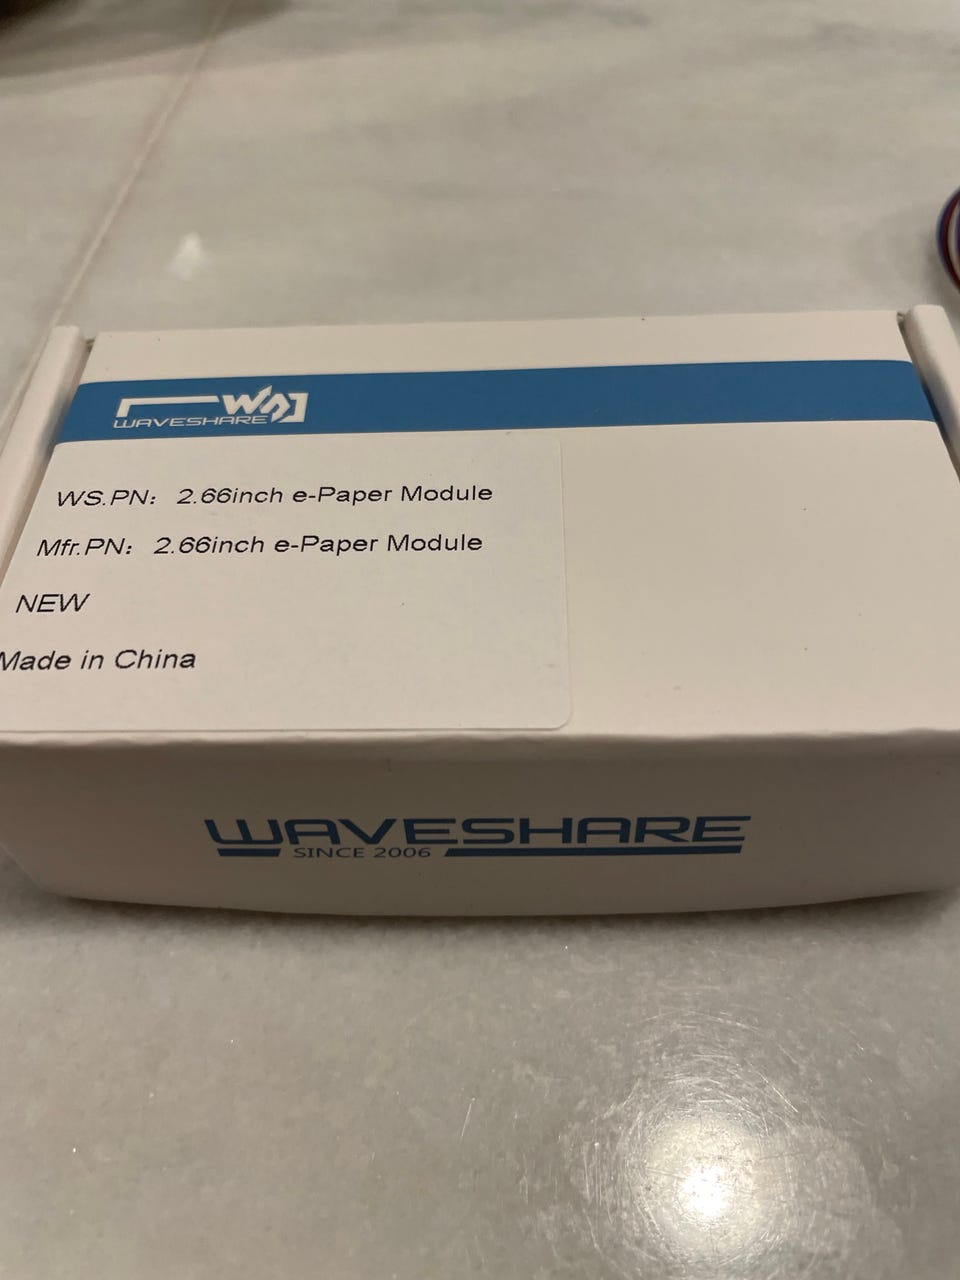 WS
WAVESHARE
WS.PN: 2.66inch e-Paper Module
Mfr.PN: 2.66inch e-Paper Module
NEW
Made in China
WAVESHARE
SINCE 2006